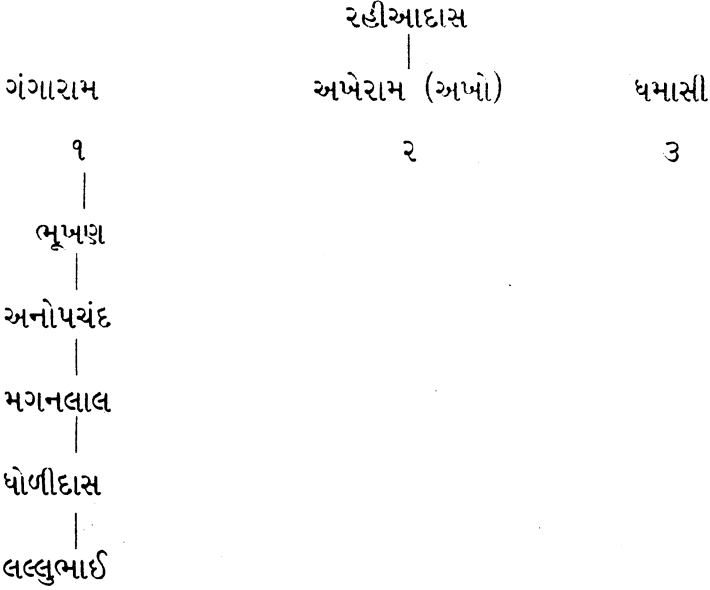 રહીઆદાસ
ગંગારામ અખેરામ (અખો) ધમાસી
૧ ૨ ૩
ભૂખણ
અનોપચંદ
મગનલાલ
ધોળીદાસ
લલ્લુભાઈ